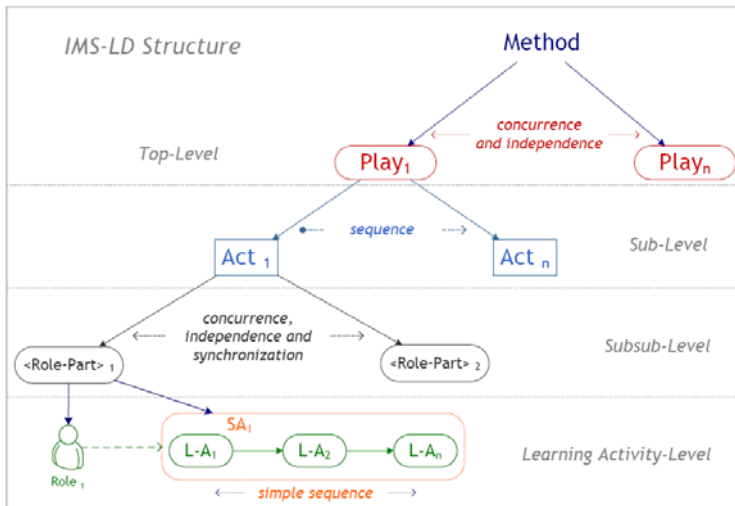 IMS-LD Structure
Method
concurrence
and independence
Top-Level
Play₁
Playₙ
sequence
Act ₁
Act ₙ
Sub-Level
concurrence,
independence and
synchronization
<Role-Part> ₁
<Role-Part> ₂
Subsub-Level
SA₁
L-A₁
L-A₂
L-Aₙ
Learning Activity-Level
Role ₁
simple sequence